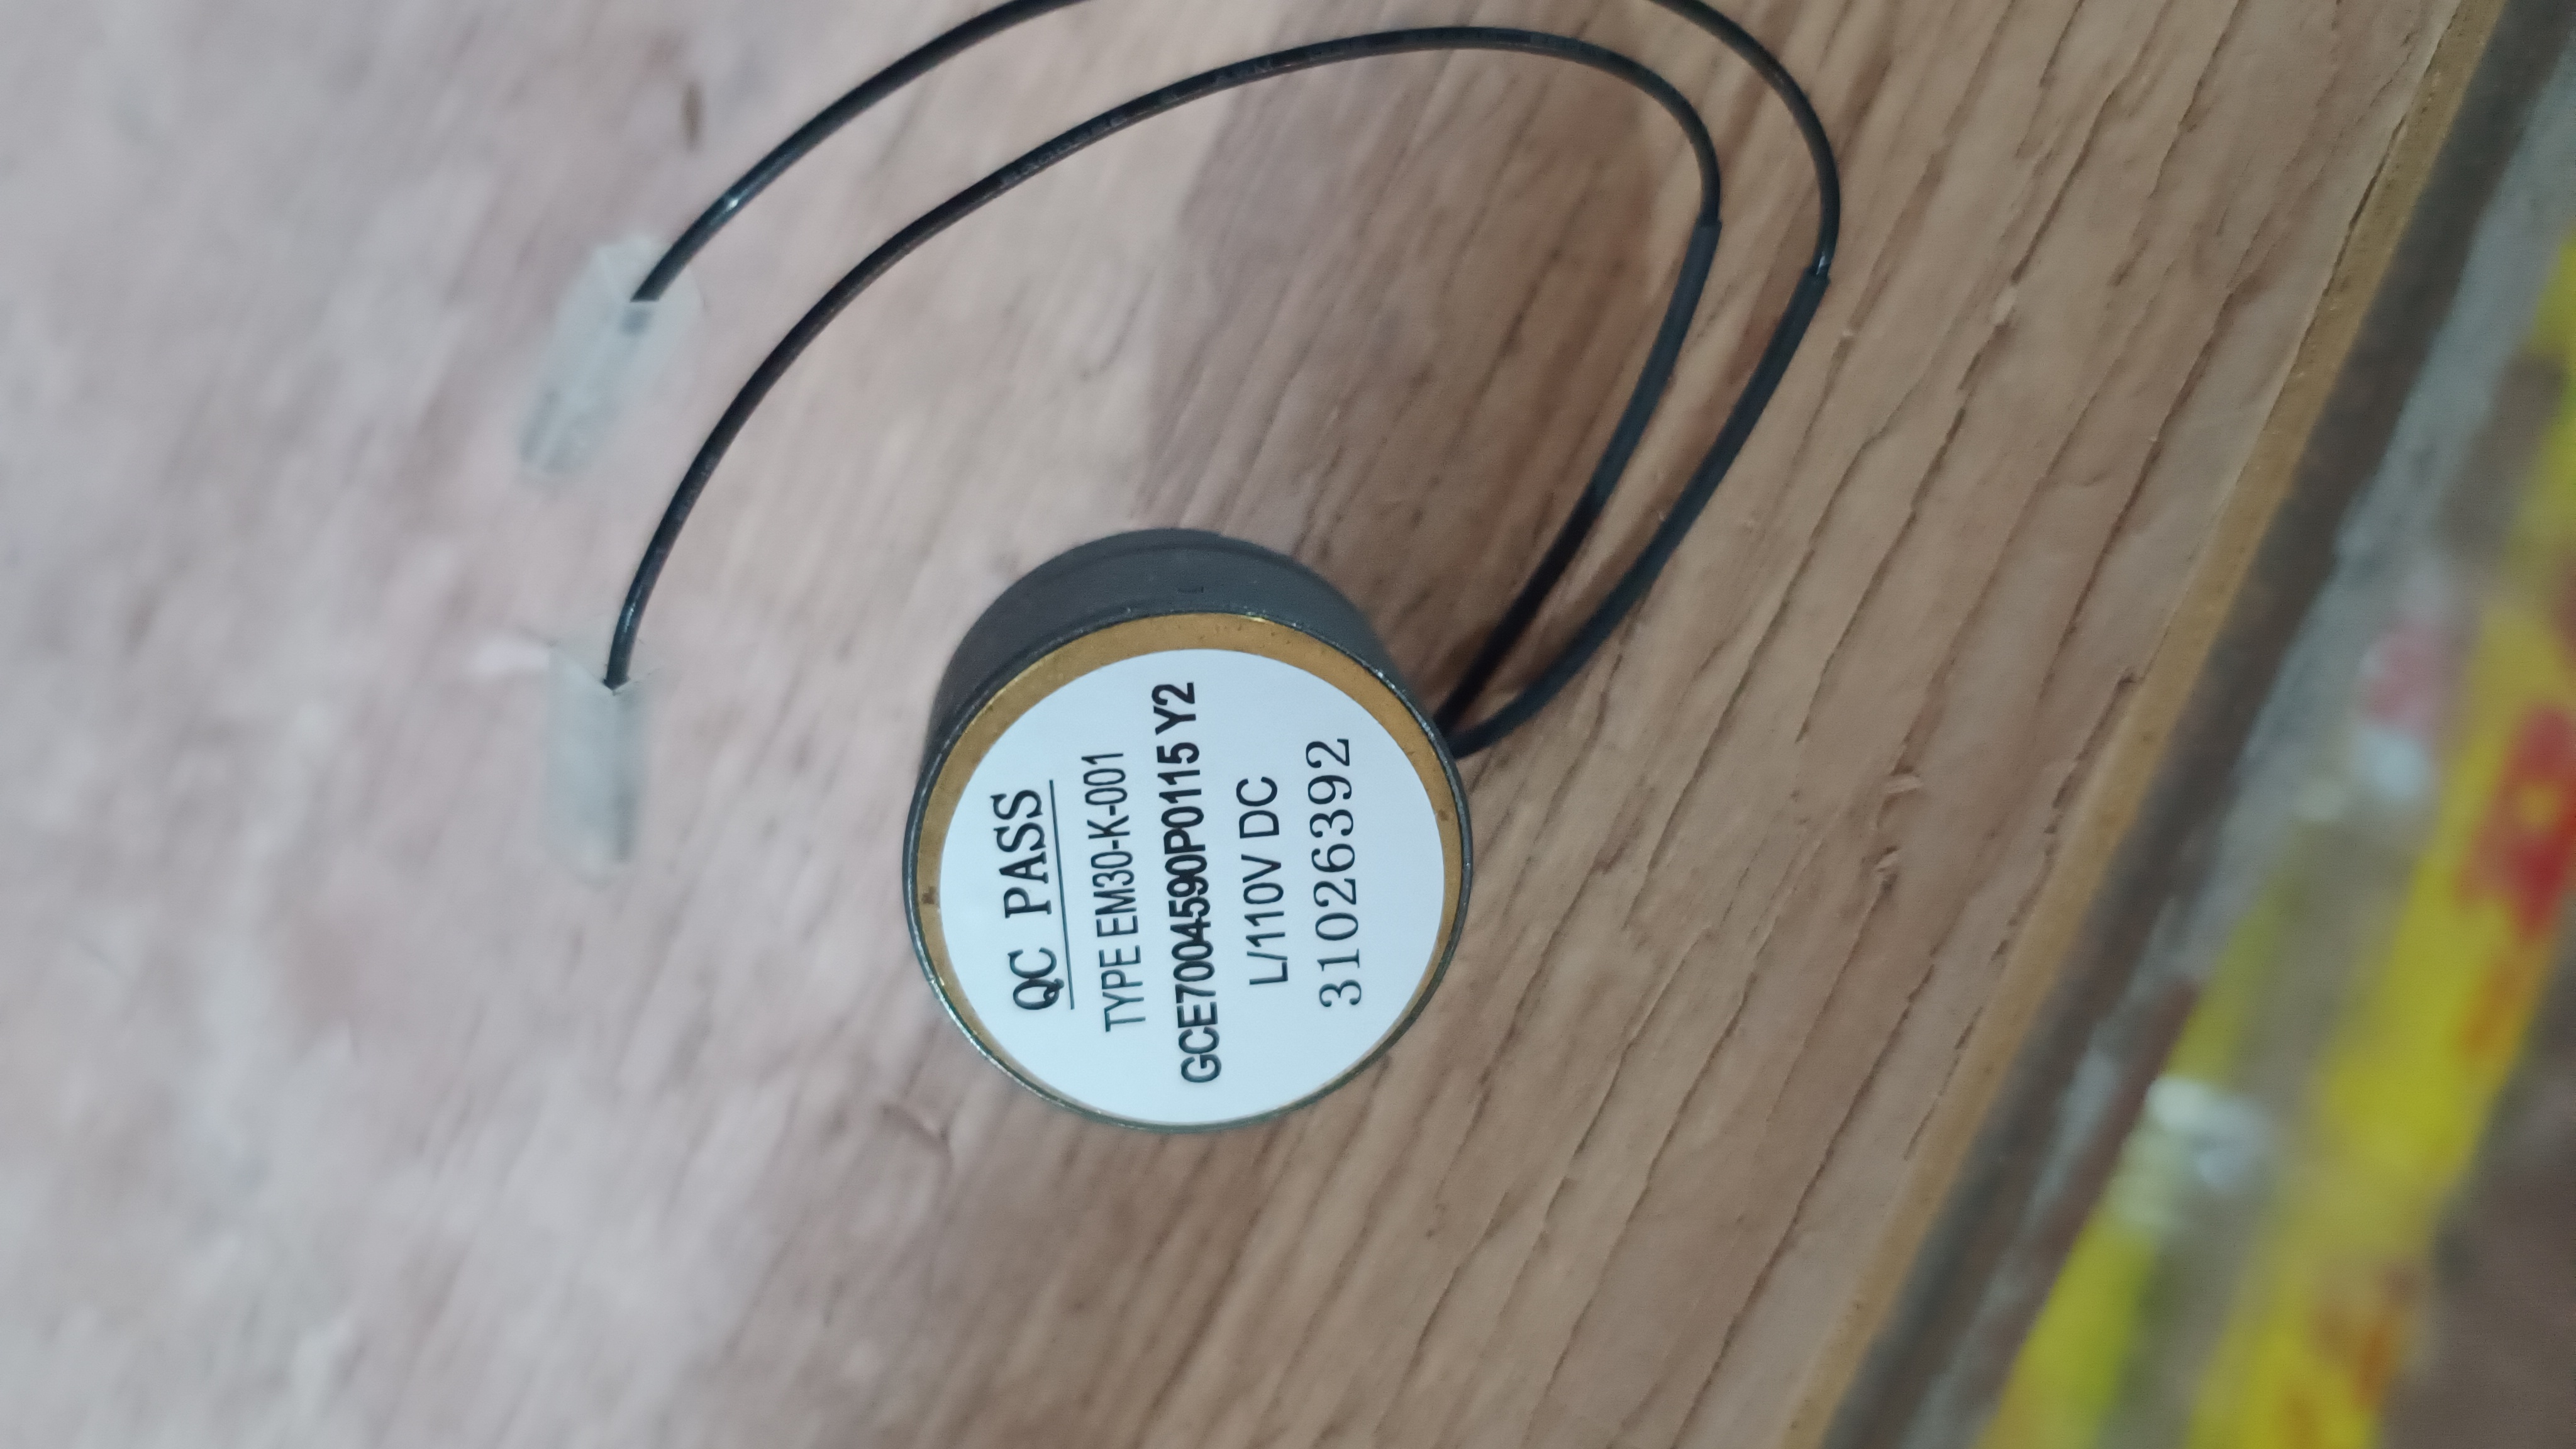 QC PASS
TYPE EM30-K-001
GCE7004590P0115 Y2
L/110V DC
31026392